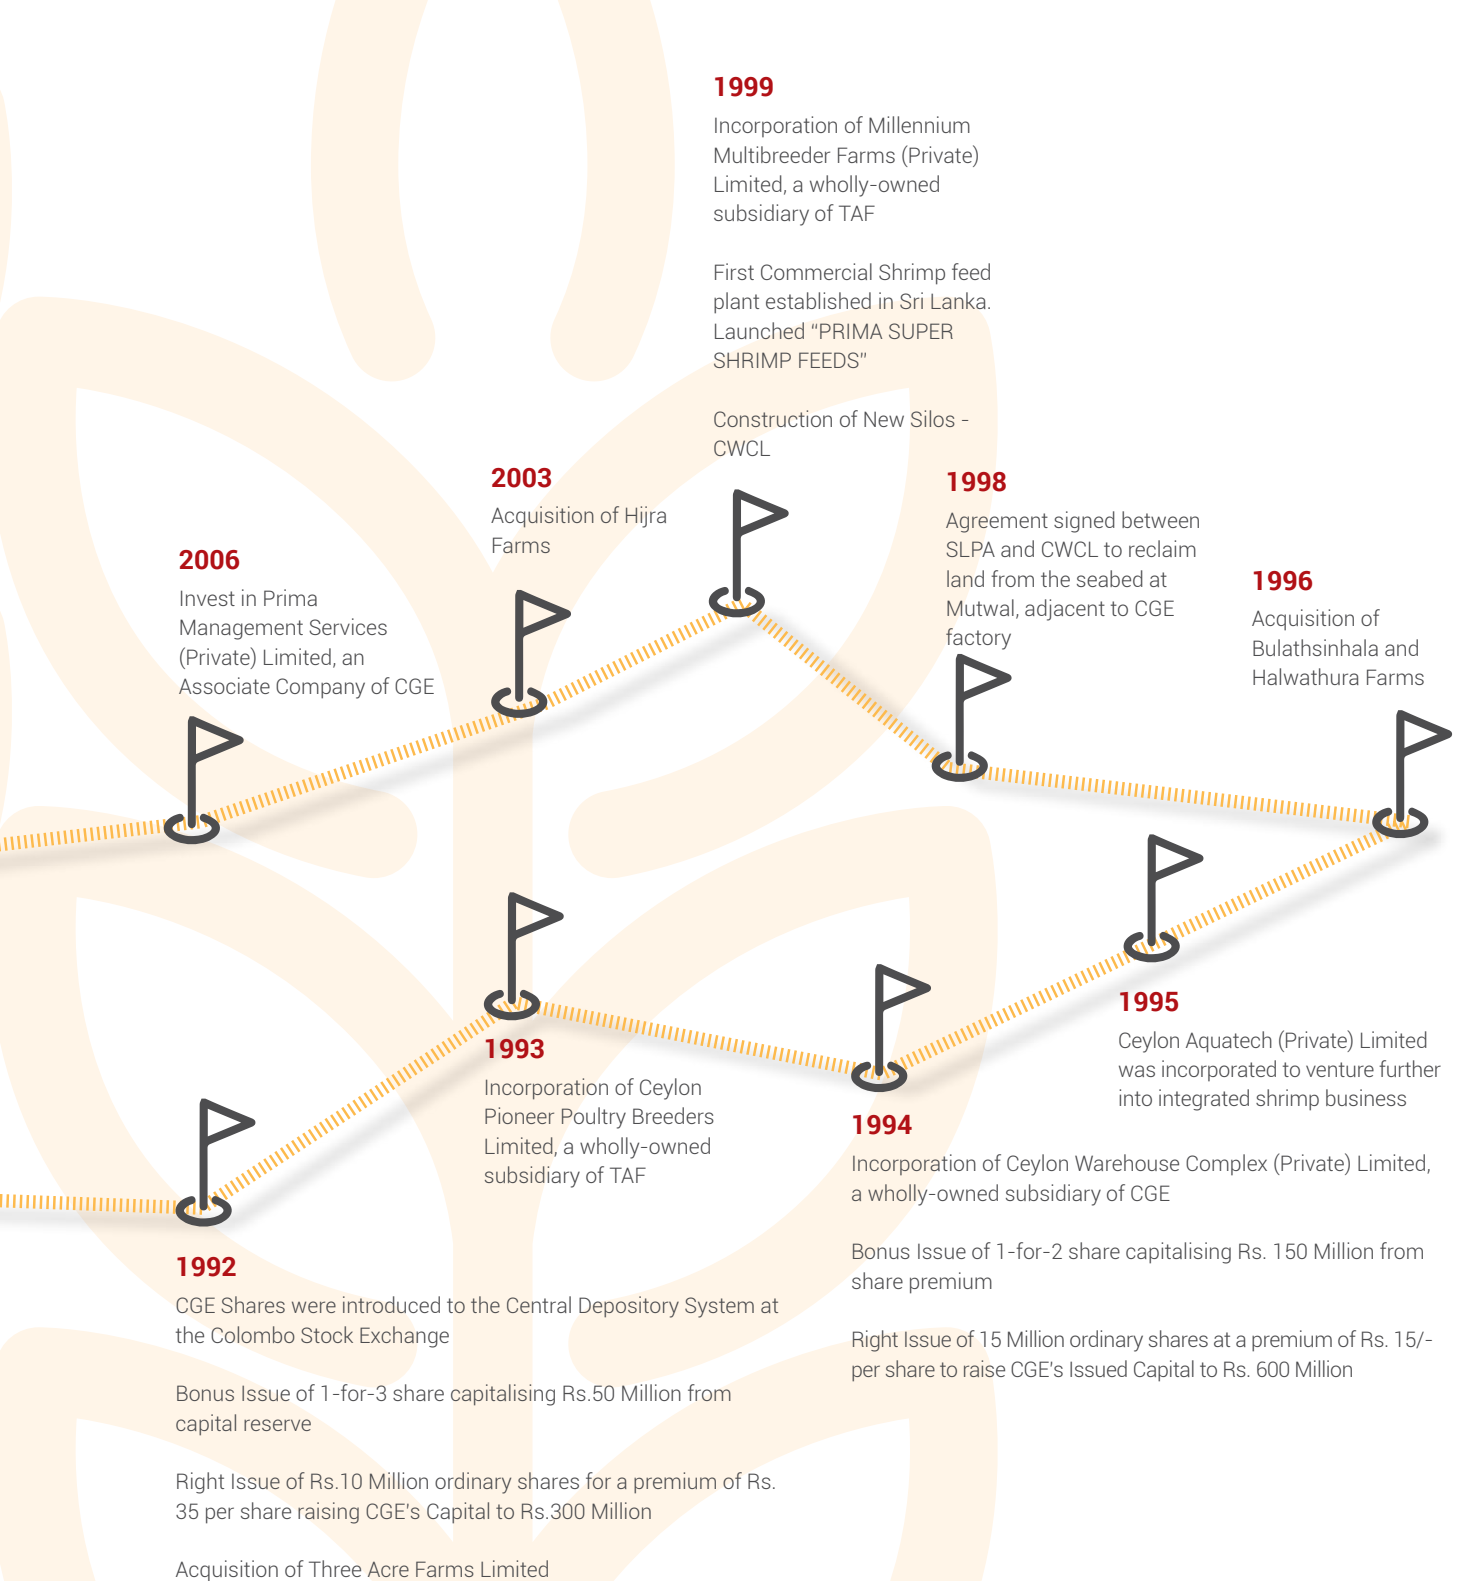 1999
Incorporation of Millennium
Multibreeder Farms (Private)
Limited, a wholly-owned
subsidiary of TAF
First Commercial Shrimp feed
plant established in Sri Lanka.
Launched “PRIMA SUPER
SHRIMP FEEDS”
Construction of New Silos -
CWCL
2003
Acquisition of Hijra
Farms
1998
Agreement signed between
SLPA and CWCL to reclaim
land from the seabed at
Mutwal, adjacent to CGE
factory
2006
Invest in Prima
Management Services
(Private) Limited, an
Associate Company of CGE
1996
Acquisition of
Bulathsinhala and
Halwathura Farms
1995
Ceylon Aquatech (Private) Limited
was incorporated to venture further
into integrated shrimp business
1993
Incorporation of Ceylon
Pioneer Poultry Breeders
Limited, a wholly-owned
subsidiary of TAF
1994
Incorporation of Ceylon Warehouse Complex (Private) Limited,
a wholly-owned subsidiary of CGE
Bonus Issue of 1-for-2 share capitalising Rs. 150 Million from
share premium
Right Issue of 15 Million ordinary shares at a premium of Rs. 15/-
per share to raise CGE's Issued Capital to Rs. 600 Million
1992
CGE Shares were introduced to the Central Depository System at
the Colombo Stock Exchange
Bonus Issue of 1-for-3 share capitalising Rs.50 Million from
capital reserve
Right Issue of Rs.10 Million ordinary shares for a premium of Rs.
35 per share raising CGE's Capital to Rs.300 Million
Acquisition of Three Acre Farms Limited